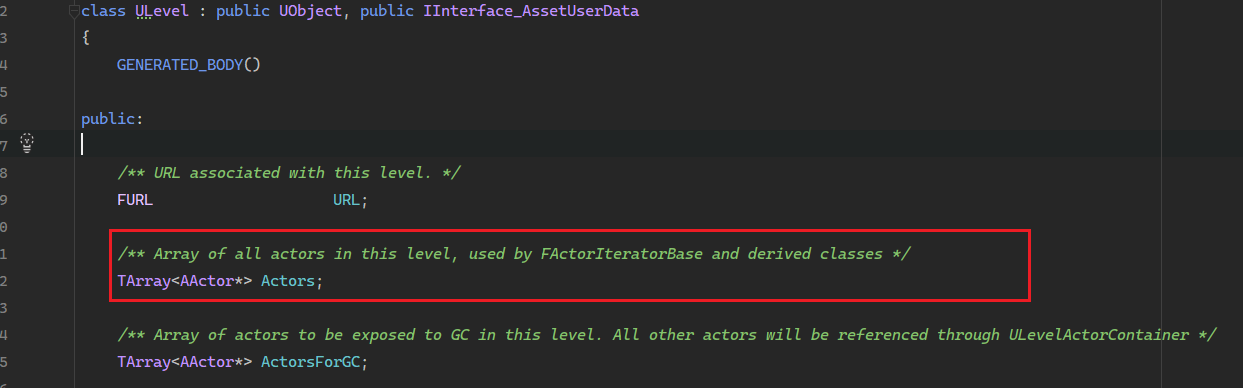 2 class ULevel : public UObject, public IInterface_AssetUserData
3 {
4 GENERATED_BODY()
5
6 public:
7
8 /** URL associated with this level. */
9 FURL URL;
0
1 /** Array of all actors in this level, used by FActorIteratorBase and derived classes */
2 TArray<AActor*> Actors;
3
4 /** Array of actors to be exposed to GC in this level. All other actors will be referenced through ULevelActorContainer */
5 TArray<AActor*> ActorsForGC;